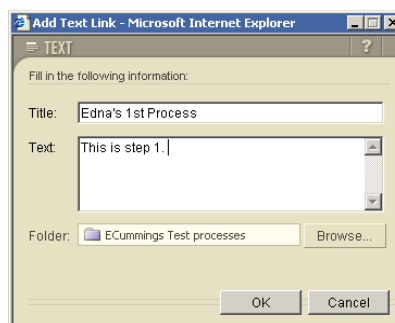 Add Text Link - Microsoft Internet Explorer
TEXT ?
Fill in the following information:
Title: Edna's 1st Process
Text: This is step 1.
Folder: ECummings Test processes Browse...
OK Cancel